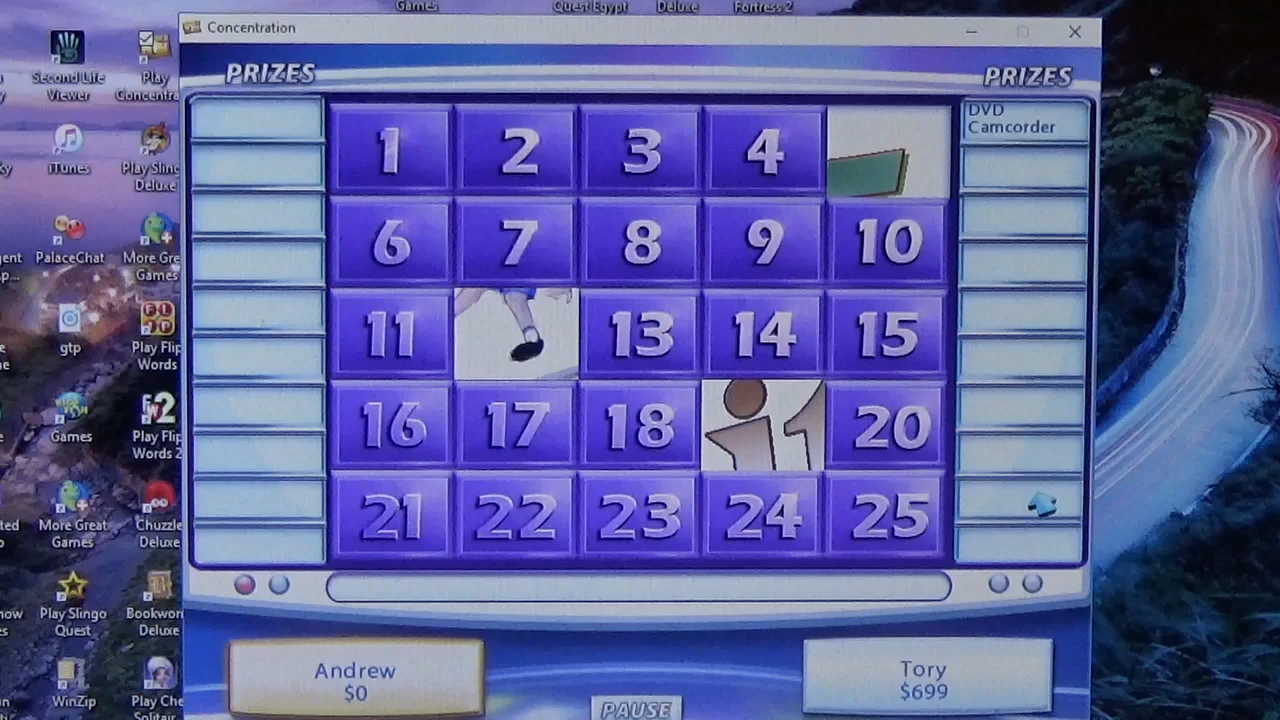 Games
Quest Egypt
Deluxe
Fortress 2
Concentration
Second Life
Viewer
Play
Concentra
iTunes
Play Sling
Deluxe
PalaceChat
More Gre
Games
gtp
Play Flip
Words
Games
Play Flip
Words 2
More Great
Games
Chuzzle
Deluxe
Play Slingo
Quest
Bookwor
Deluxe
WinZip
Play Che
Solitair
PRIZES
PRIZES
DVD
Camcorder
1 2 3 4
6 7 8 9 10
11 13 14 15
16 17 18 20
21 22 23 24 25
Andrew
$0
Tory
$699
PAUSE